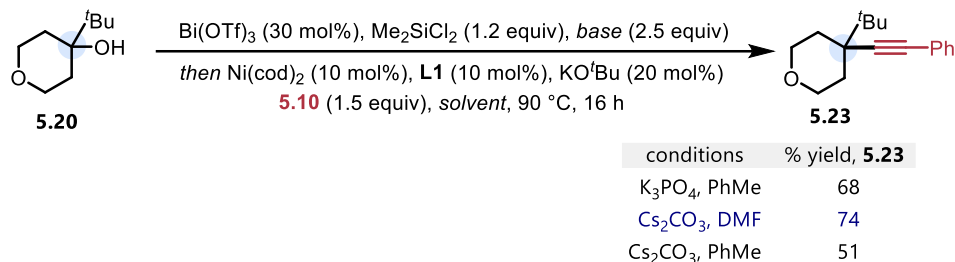 ᵗBu
OH
O
5.20
Bi(OTf)₃ (30 mol%), Me₂SiCl₂ (1.2 equiv), base (2.5 equiv)
then Ni(cod)₂ (10 mol%), L1 (10 mol%), KOᵗBu (20 mol%)
5.10 (1.5 equiv), solvent, 90 °C, 16 h
ᵗBu
Ph
O
5.23
conditions % yield, 5.23
K₃PO₄, PhMe 68
Cs₂CO₃, DMF 74
Cs₂CO₃, PhMe 51